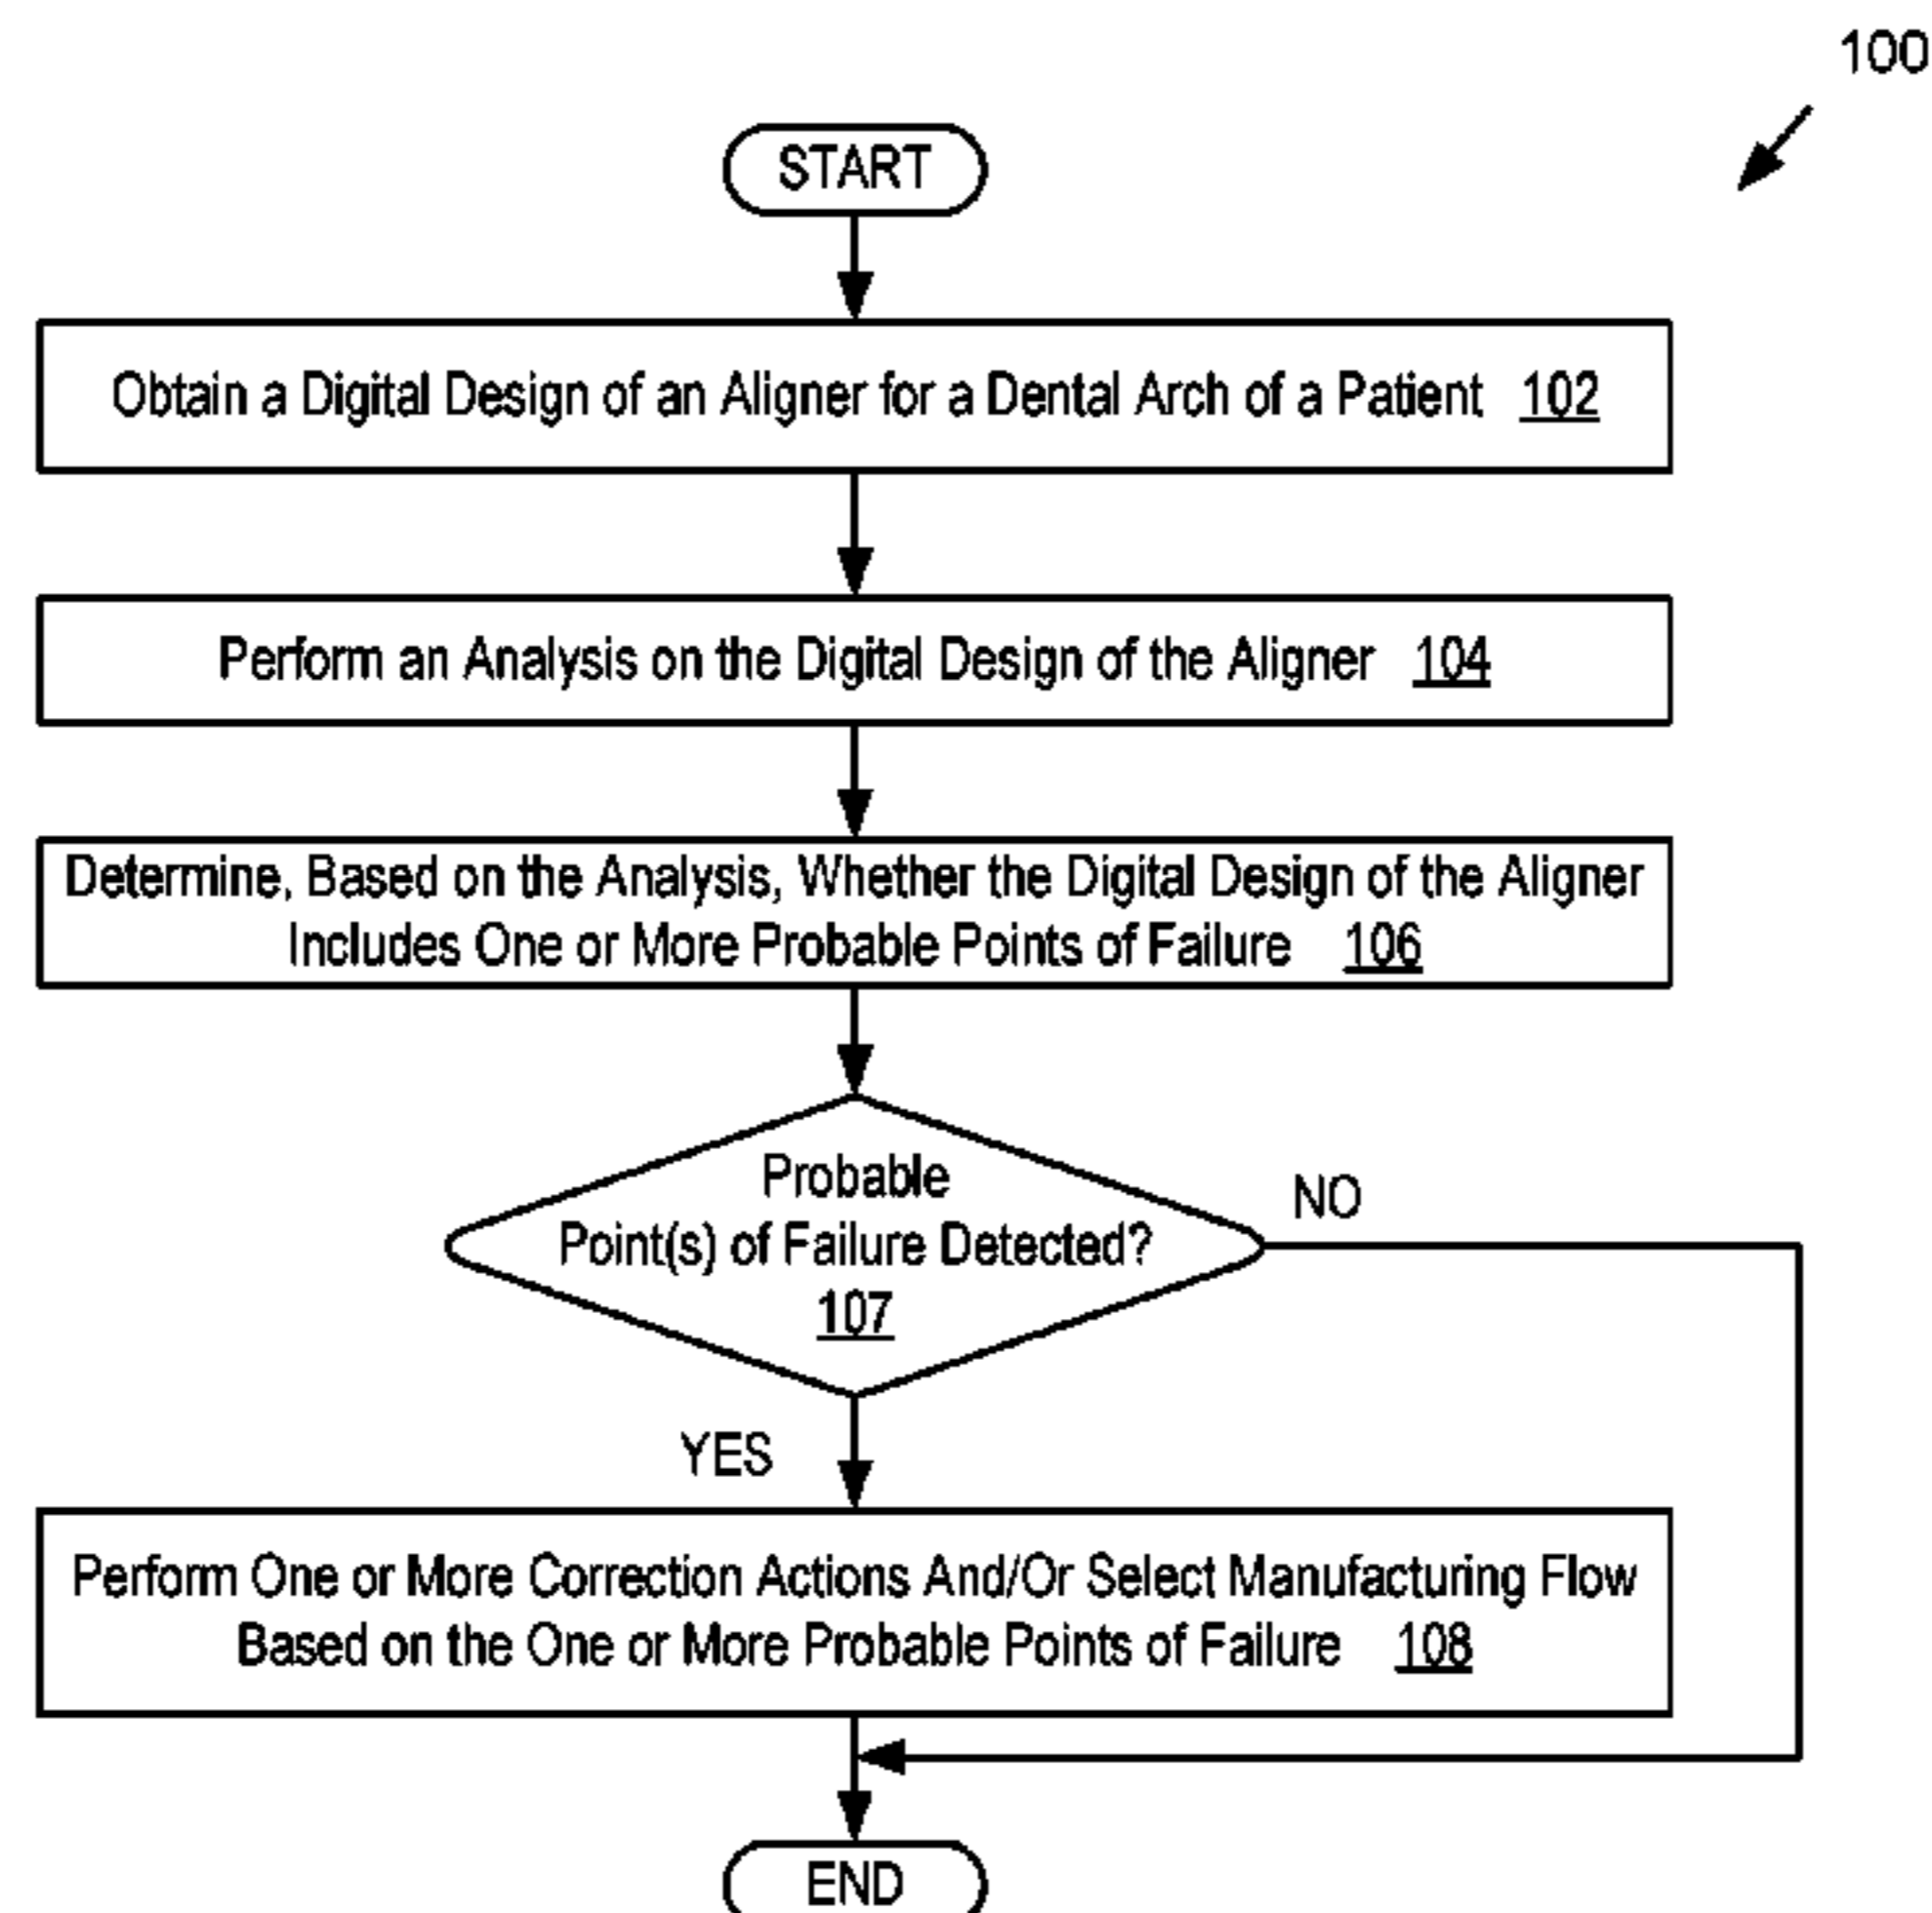 100
START
Obtain a Digital Design of an Aligner for a Dental Arch of a Patient 102
Perform an Analysis on the Digital Design of the Aligner 104
Determine, Based on the Analysis, Whether the Digital Design of the Aligner
Includes One or More Probable Points of Failure 106
Probable
Point(s) of Failure Detected?
107
NO
YES
Perform One or More Correction Actions And/Or Select Manufacturing Flow
Based on the One or More Probable Points of Failure 108
END